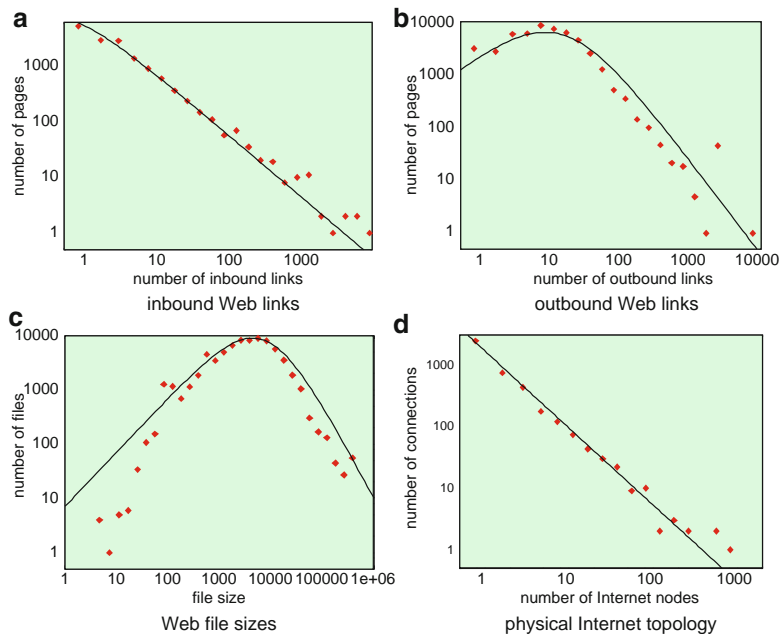 a
number of pages
1000
100
10
1
1
10
100
1000
number of inbound links
inbound Web links
b
number of pages
10000
1000
100
10
1
1
10
100
1000
10000
number of outbound links
outbound Web links
c
number of files
10000
1000
100
10
1
1
10
100
1000
10000
100000
1e+06
file size
Web file sizes
d
number of connections
1000
100
10
1
1
10
100
1000
number of Internet nodes
physical Internet topology